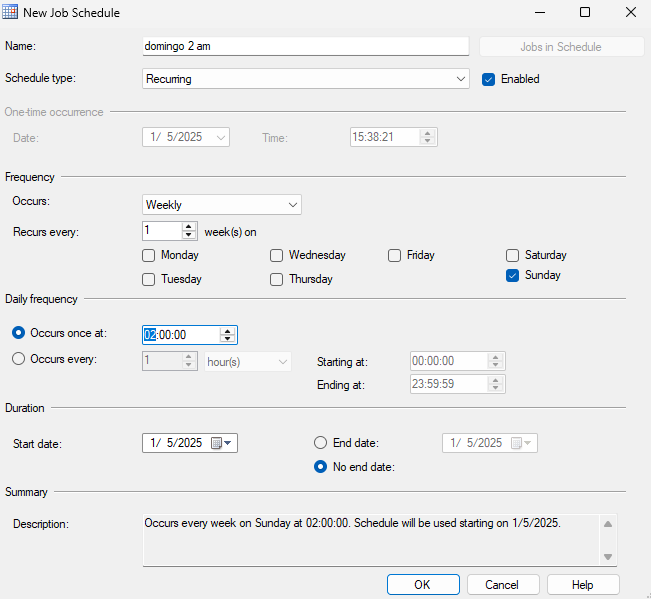 New Job Schedule
Name: domingo 2 am Jobs in Schedule
Schedule type: Recurring Enabled
One-time occurrence
Date: 1/ 5/2025 Time: 15:38:21
Frequency
Occurs: Weekly
Recurs every: 1 week(s) on
Monday Wednesday Friday Saturday
Tuesday Thursday Sunday
Daily frequency
Occurs once at: 02:00:00
Occurs every: 1 hour(s) Starting at: 00:00:00
Ending at: 23:59:59
Duration
Start date: 1/ 5/2025 End date: 1/ 5/2025
No end date:
Summary
Description: Occurs every week on Sunday at 02:00:00. Schedule will be used starting on 1/5/2025.
OK Cancel Help